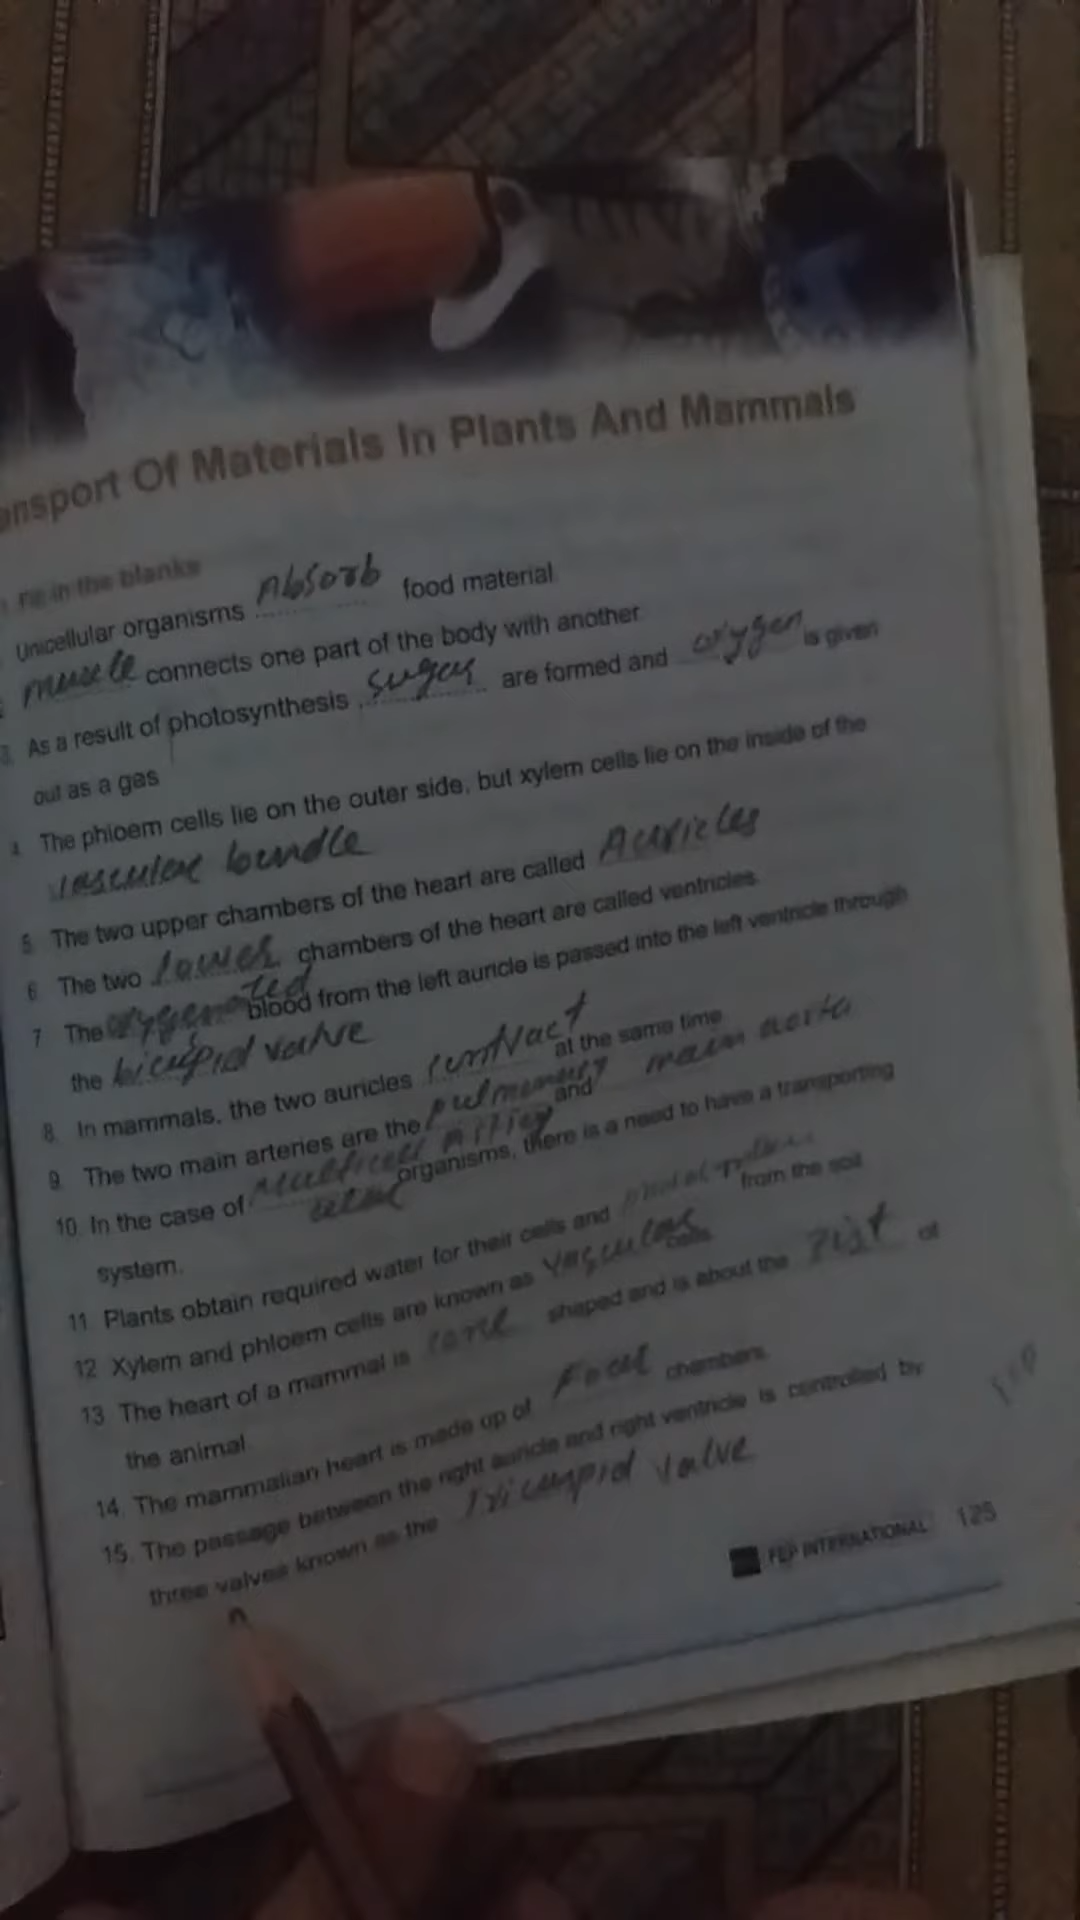 ansport Of Materials In Plants And Mammals
Fill in the blanks
Unicellular organisms Absorb food material
muscle connects one part of the body with another.
3. As a result of photosynthesis sugar are formed and oxygen is given
out as a gas
4 The phloem cells lie on the outer side, but xylem cells lie on the inside of the
vascular bundle
5. The two upper chambers of the heart are called Auricles
6. The two lower chambers of the heart are called ventricles.
7 The oxygenated blood from the left auricle is passed into the left ventricle through
the bicuspid valve
8. In mammals, the two auricles contract at the same time
9. The two main arteries are the pulmonary and main aorta
10. In the case of organisms, there is a need to have a transporting
system.
11 Plants obtain required water for their cells and from the soil
12 Xylem and phloem cells are known as vascular cells.
13 The heart of a mammal is cone shaped and is about the fist of
the animal
14. The mammalian heart is made up of Four chambers.
15. The passage between the right auricle and right ventricle is controlled by
three valves known as the Tricuspid valve
FEP INTERNATIONAL 125